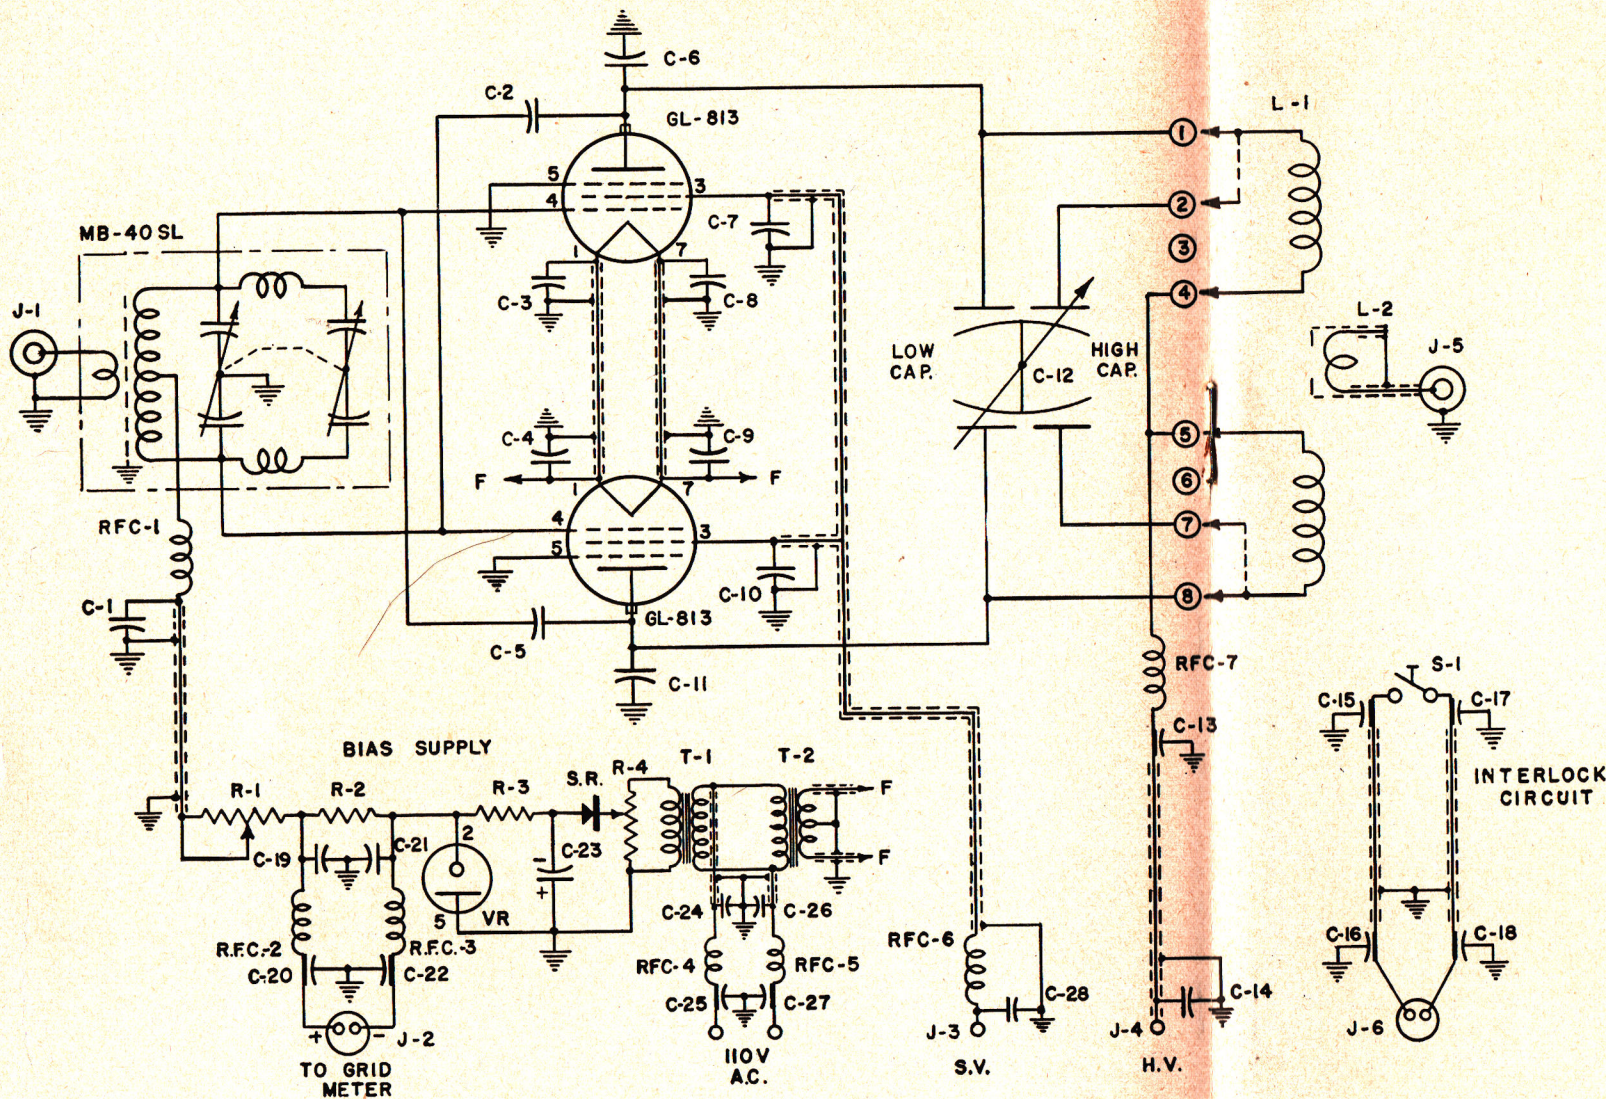 C-6
C-2
GL-813
L-1
1
5
3
4
C-7
2
MB-40SL
3
1
7
4
C-3
C-8
J-1
L-2
LOW
CAP.
HIGH
CAP.
C-12
J-5
C-4
C-9
5
F
F
6
1
7
RFC-1
4
3
7
5
C-1
C-10
8
GL-813
C-5
RFC-7
C-11
S-1
C-15
C-17
C-13
BIAS SUPPLY
T-1
T-2
S.R.
R-4
INTERLOCK
CIRCUIT
R-1
R-2
R-3
F
2
C-19
C-21
C-23
-
+
F
5
VR
C-24
C-26
R.F.C.-2
R.F.C.-3
RFC-6
C-16
C-18
RFC-4
RFC-5
C-20
C-22
C-25
C-27
C-28
C-14
+
-
J-2
J-3
J-4
J-6
TO GRID
METER
110V
A.C.
S.V.
H.V.